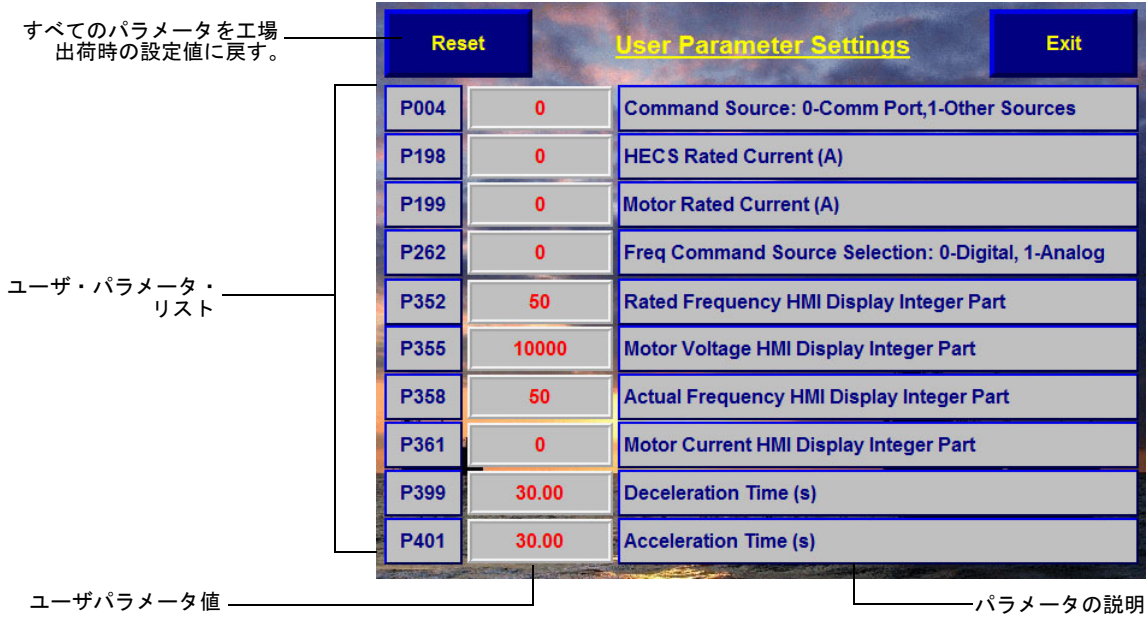 すべてのパラメータを工場
出荷時の設定値に戻す。
Reset
User Parameter Settings
Exit
P004 0 Command Source: 0-Comm Port,1-Other Sources
P198 0 HECS Rated Current (A)
P199 0 Motor Rated Current (A)
P262 0 Freq Command Source Selection: 0-Digital, 1-Analog
ユーザ・パラメータ・
リスト
P352 50 Rated Frequency HMI Display Integer Part
P355 10000 Motor Voltage HMI Display Integer Part
P358 50 Actual Frequency HMI Display Integer Part
P361 0 Motor Current HMI Display Integer Part
P399 30.00 Deceleration Time (s)
P401 30.00 Acceleration Time (s)
ユーザパラメータ値
パラメータの説明